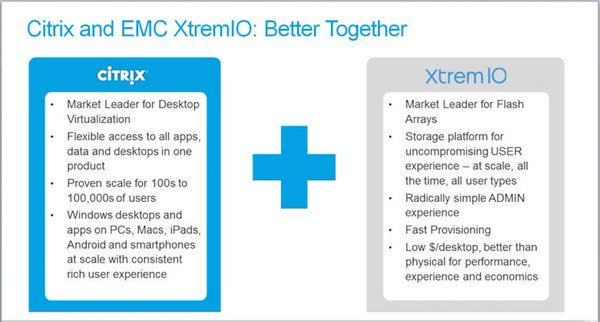 Citrix and EMC XtremIO: Better Together
CİTRIX
• Market Leader for Desktop
Virtualization
• Flexible access to all apps,
data and desktops in one
product
• Proven scale for 100s to
100,000s of users
• Windows desktops and
apps on PCs, Macs, iPads,
Android and smartphones
at scale with consistent
rich user experience
XtremIO
• Market Leader for Flash
Arrays
• Storage platform for
uncompromising USER
experience – at scale, all
the time, all user types
• Radically simple ADMIN
experience
• Fast Provisioning
• Low $/desktop, better than
physical for performance,
experience and economics